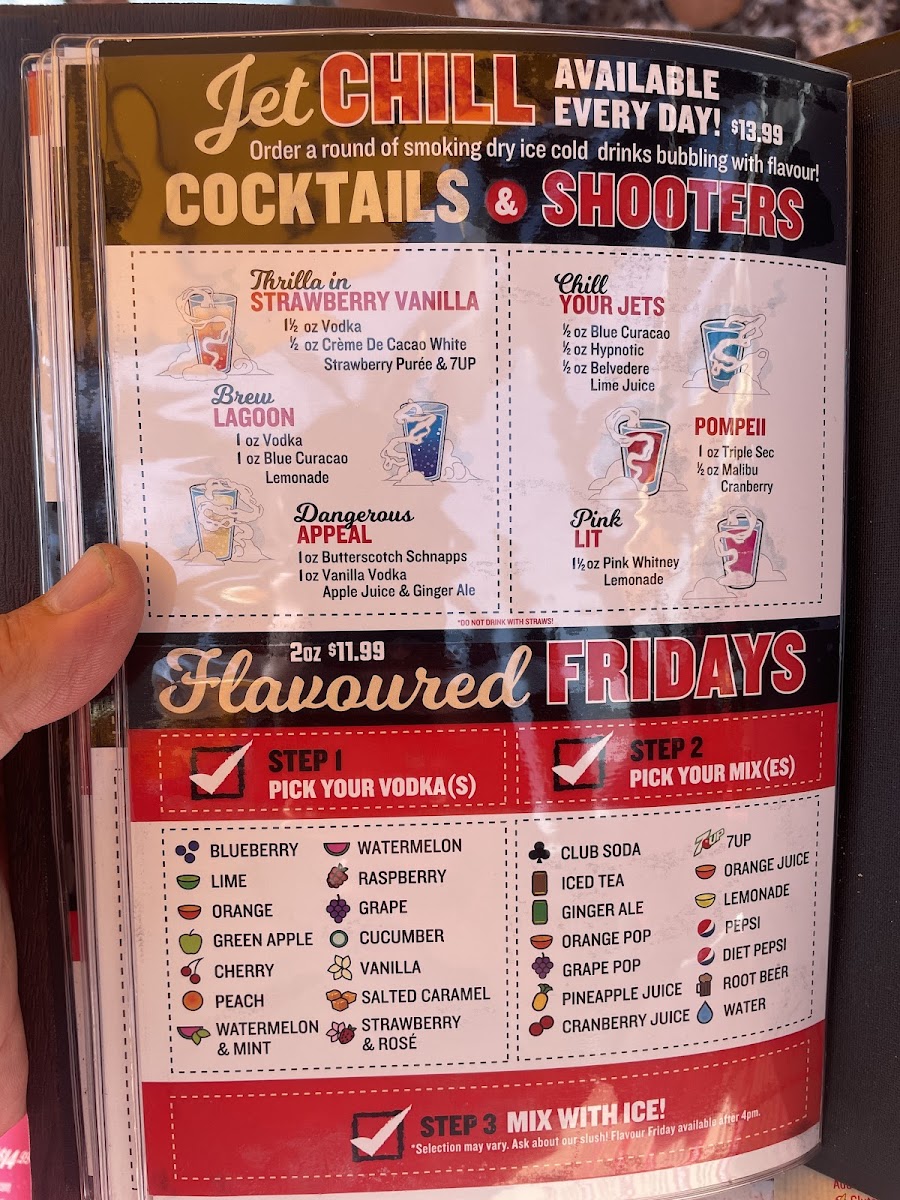 Jet CHILL AVAILABLE
EVERY DAY! $13.99
Order a round of smoking dry ice cold drinks bubbling with flavour!
COCKTAILS & SHOOTERS
Thrilla in
STRAWBERRY VANILLA
1½ oz Vodka
½ oz Crème De Cacao White
Strawberry Purée & 7UP
Brew
LAGOON
1 oz Vodka
1 oz Blue Curacao
Lemonade
Dangerous
APPEAL
1 oz Butterscotch Schnapps
1 oz Vanilla Vodka
Apple Juice & Ginger Ale
Chill
YOUR JETS
½ oz Blue Curacao
½ oz Hypnotic
½ oz Belvedere
Lime Juice
POMPEII
1 oz Triple Sec
½ oz Malibu
Cranberry
Pink
LIT
1½ oz Pink Whitney
Lemonade
*DO NOT DRINK WITH STRAWS!
2oz $11.99
Flavoured FRIDAYS
STEP 1
PICK YOUR VODKA(S)
BLUEBERRY
LIME
ORANGE
GREEN APPLE
CHERRY
PEACH
WATERMELON
& MINT
WATERMELON
RASPBERRY
GRAPE
CUCUMBER
VANILLA
SALTED CARAMEL
STRAWBERRY
& ROSÉ
STEP 2
PICK YOUR MIX(ES)
CLUB SODA
ICED TEA
GINGER ALE
ORANGE POP
GRAPE POP
PINEAPPLE JUICE
CRANBERRY JUICE
7UP 7UP
ORANGE JUICE
LEMONADE
PEPSI
DIET PEPSI
ROOT BEER
WATER
STEP 3 MIX WITH ICE!
*Selection may vary. Ask about our slush! Flavour Friday available after 4pm.